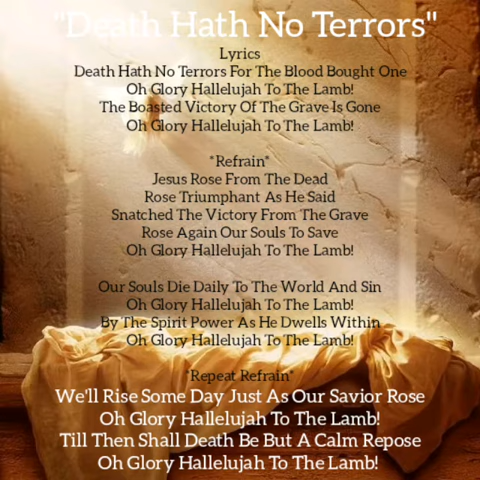 "Death Hath No Terrors"
Lyrics
Death Hath No Terrors For The Blood Bought One
Oh Glory Hallelujah To The Lamb!
The Boasted Victory Of The Grave Is Gone
Oh Glory Hallelujah To The Lamb!
*Refrain*
Jesus Rose From The Dead
Rose Triumphant As He Said
Snatched The Victory From The Grave
Rose Again Our Souls To Save
Oh Glory Hallelujah To The Lamb!
Our Souls Die Daily To The World And Sin
Oh Glory Hallelujah To The Lamb!
By The Spirit Power As He Dwells Within
Oh Glory Hallelujah To The Lamb!
*Repeat Refrain*
We'll Rise Some Day Just As Our Savior Rose
Oh Glory Hallelujah To The Lamb!
Till Then Shall Death Be But A Calm Repose
Oh Glory Hallelujah To The Lamb!